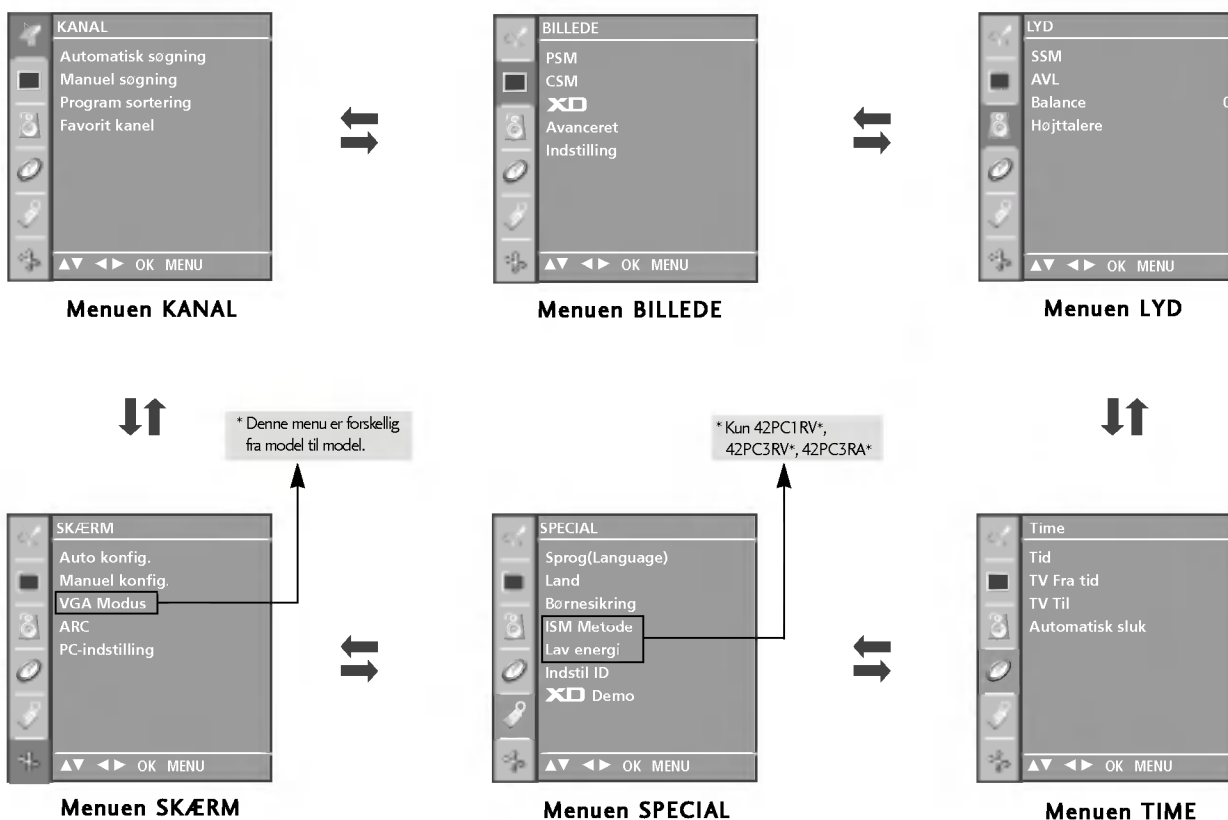 KANAL
Automatisk søgning
Manuel søgning
Program sortering
Favorit kanel
▲▼ ◄► OK MENU
Menuen KANAL
BILLEDE
PSM
CSM
XD
Avanceret
Indstilling
▲▼ ◄► OK MENU
Menuen BILLEDE
LYD
SSM
AVL
Balance 0
Højttalere
▲▼ ◄► OK MENU
Menuen LYD
* Denne menu er forskellig
fra model til model.
* Kun 42PC1RV*,
42PC3RV*, 42PC3RA*
SKÆRM
Auto konfig.
Manuel konfig.
VGA Modus
ARC
PC-indstilling
▲▼ ◄► OK MENU
Menuen SKÆRM
SPECIAL
Sprog(Language)
Land
Børnesikring
ISM Metode
Lav energi
Indstil ID
XD Demo
▲▼ ◄► OK MENU
Menuen SPECIAL
Time
Tid
TV Fra tid
TV Til
Automatisk sluk
▲▼ ◄► OK MENU
Menuen TIME